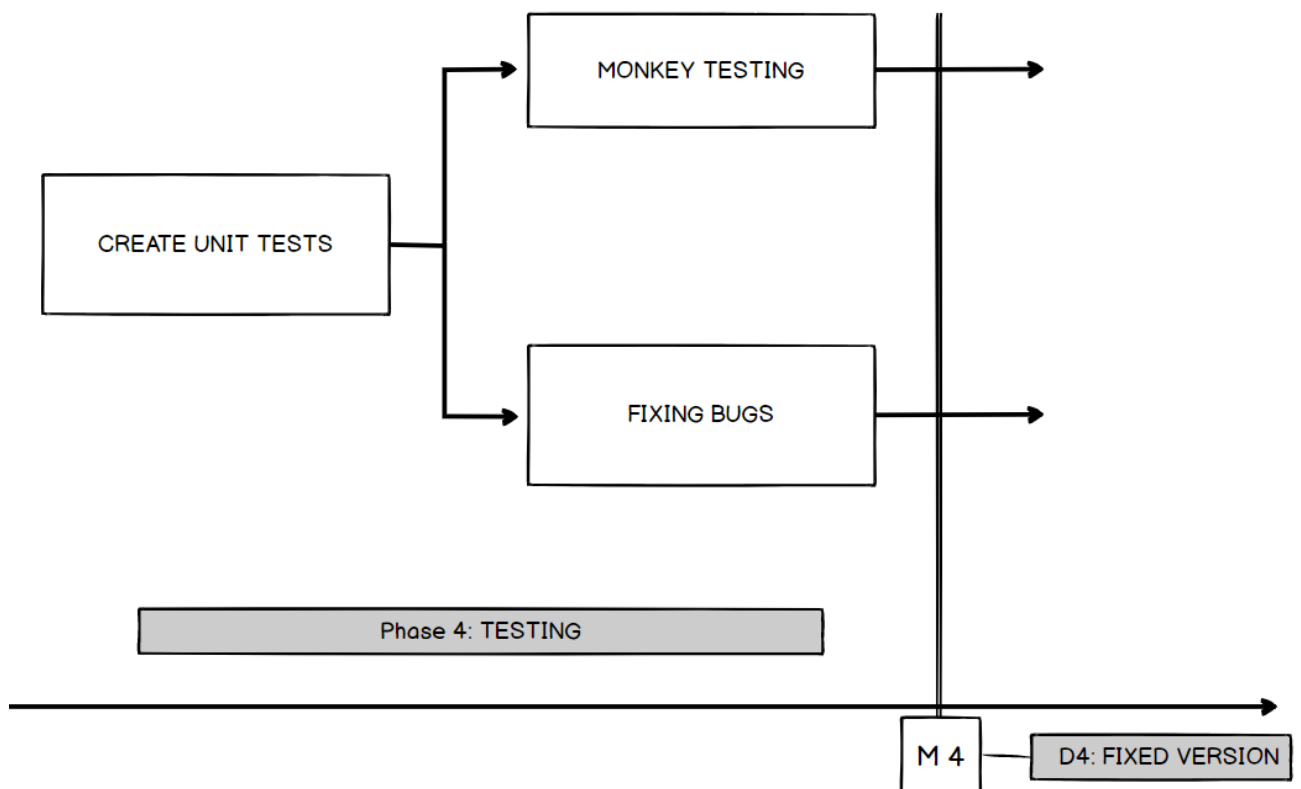 MONKEY TESTING
CREATE UNIT TESTS
FIXING BUGS
Phase 4: TESTING
M 4
D4: FIXED VERSION